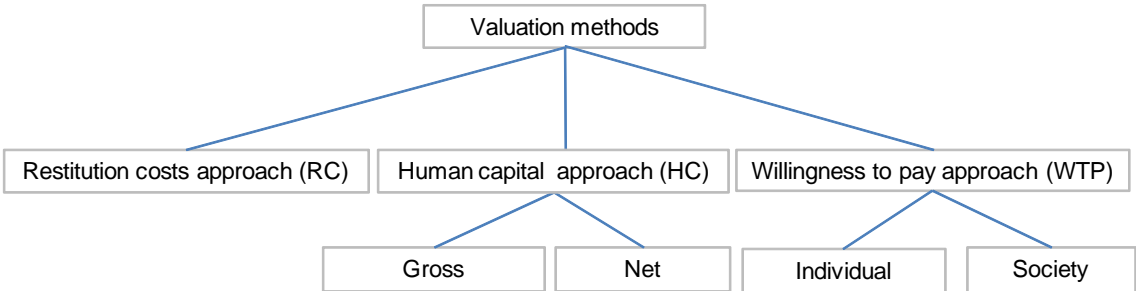 Valuation methods
Restitution costs approach (RC)
Human capital approach (HC)
Willingness to pay approach (WTP)
Gross
Net
Individual
Society